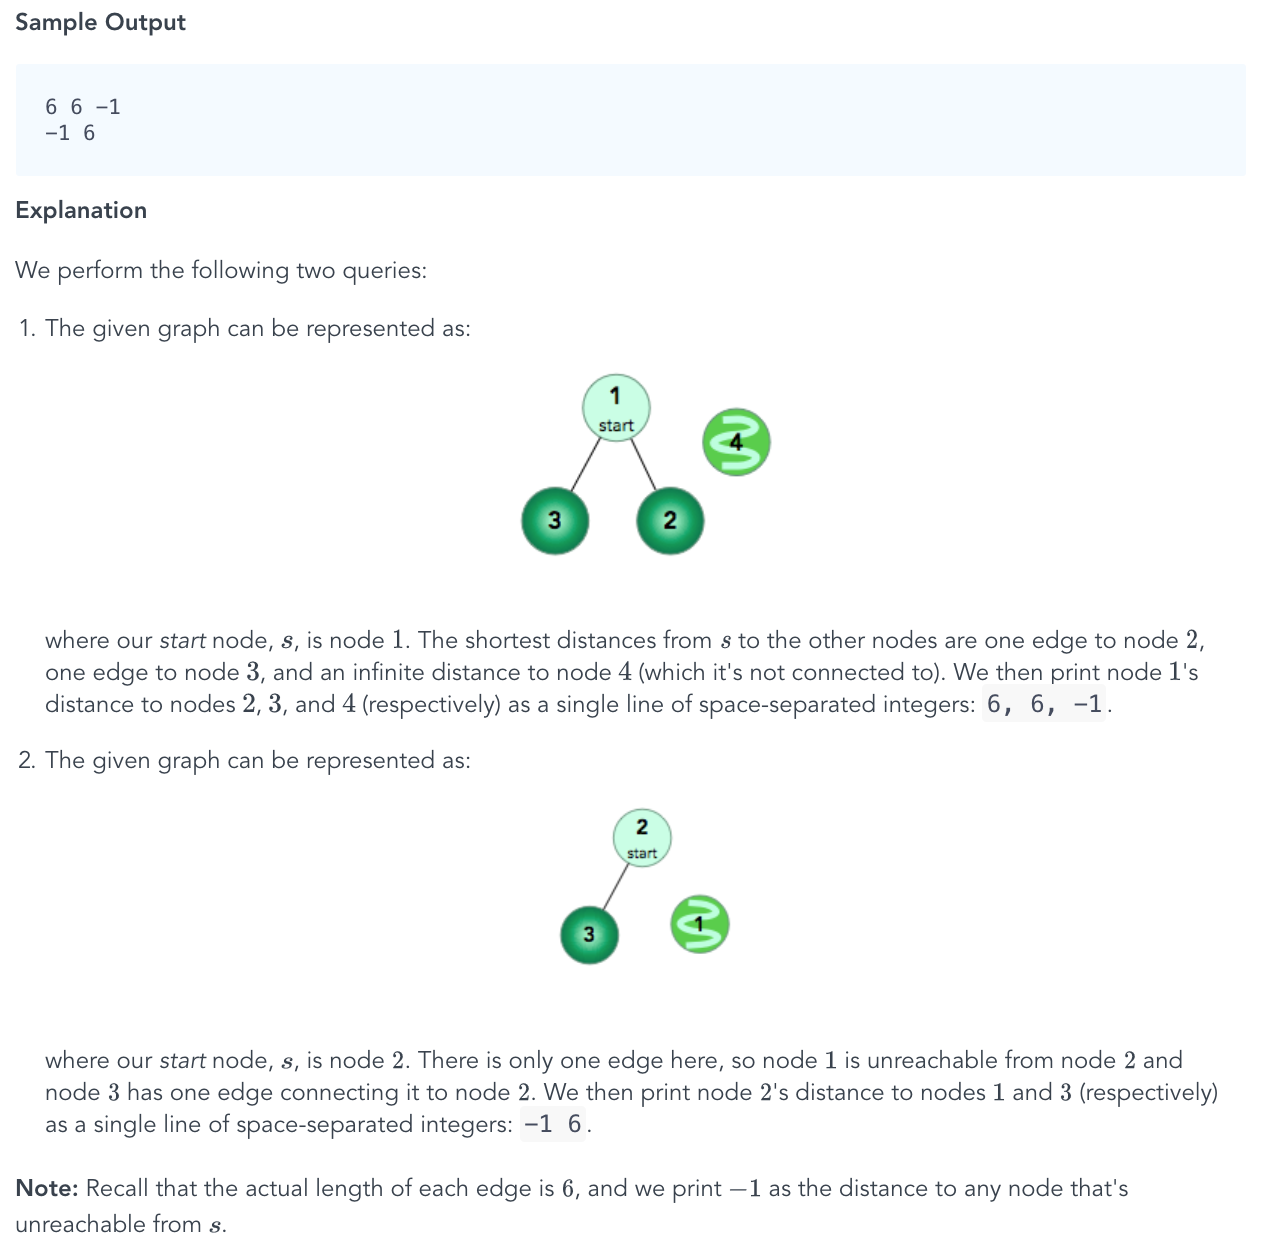 Sample Output
6 6 −1
−1 6
Explanation
We perform the following two queries:
1. The given graph can be represented as:
1
start
4
3
2
where our start node, s, is node 1. The shortest distances from s to the other nodes are one edge to node 2,
one edge to node 3, and an infinite distance to node 4 (which it's not connected to). We then print node 1's
distance to nodes 2, 3, and 4 (respectively) as a single line of space-separated integers: 6, 6, −1.
2. The given graph can be represented as:
2
start
3
1
where our start node, s, is node 2. There is only one edge here, so node 1 is unreachable from node 2 and
node 3 has one edge connecting it to node 2. We then print node 2's distance to nodes 1 and 3 (respectively)
as a single line of space-separated integers: −1 6.
Note: Recall that the actual length of each edge is 6, and we print −1 as the distance to any node that's
unreachable from s.